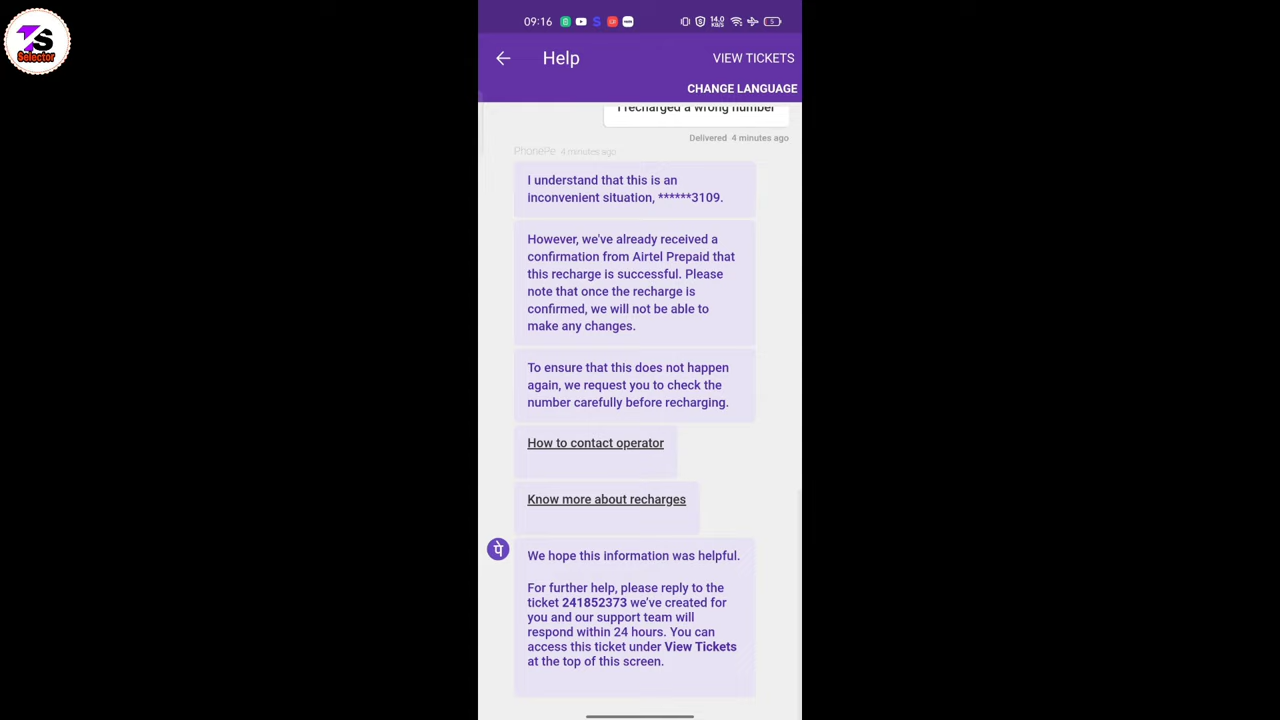 TS
Selector
09:16
14.0
KB/S
5
Help
VIEW TICKETS
CHANGE LANGUAGE
I recharged a wrong number
Delivered 4 minutes ago
PhonePe 4 minutes ago
I understand that this is an
inconvenient situation, ******3109.
However, we've already received a
confirmation from Airtel Prepaid that
this recharge is successful. Please
note that once the recharge is
confirmed, we will not be able to
make any changes.
To ensure that this does not happen
again, we request you to check the
number carefully before recharging.
How to contact operator
Know more about recharges
पे
We hope this information was helpful.
For further help, please reply to the
ticket 241852373 we've created for
you and our support team will
respond within 24 hours. You can
access this ticket under View Tickets
at the top of this screen.